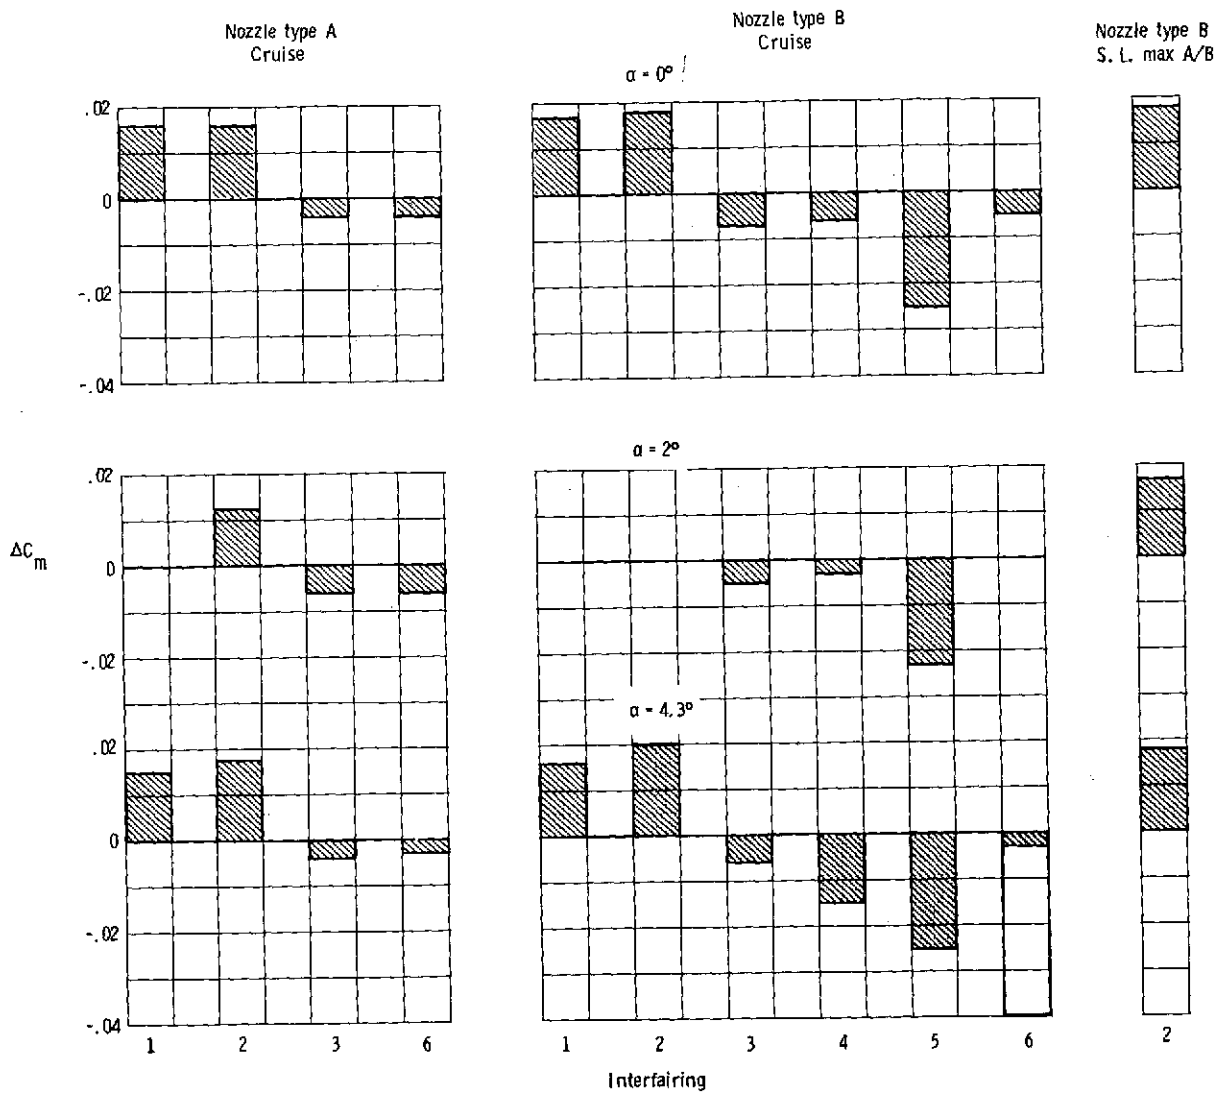 Nozzle type A
Cruise
Nozzle type B
Cruise
Nozzle type B
S. L. max A/B
α = 0°
.02
0
-.02
-.04
α = 2°
.02
ΔCm
0
-.02
α = 4.3°
.02
0
-.02
-.04
1 2 3 6
1 2 3 4 5 6
2
Interfairing